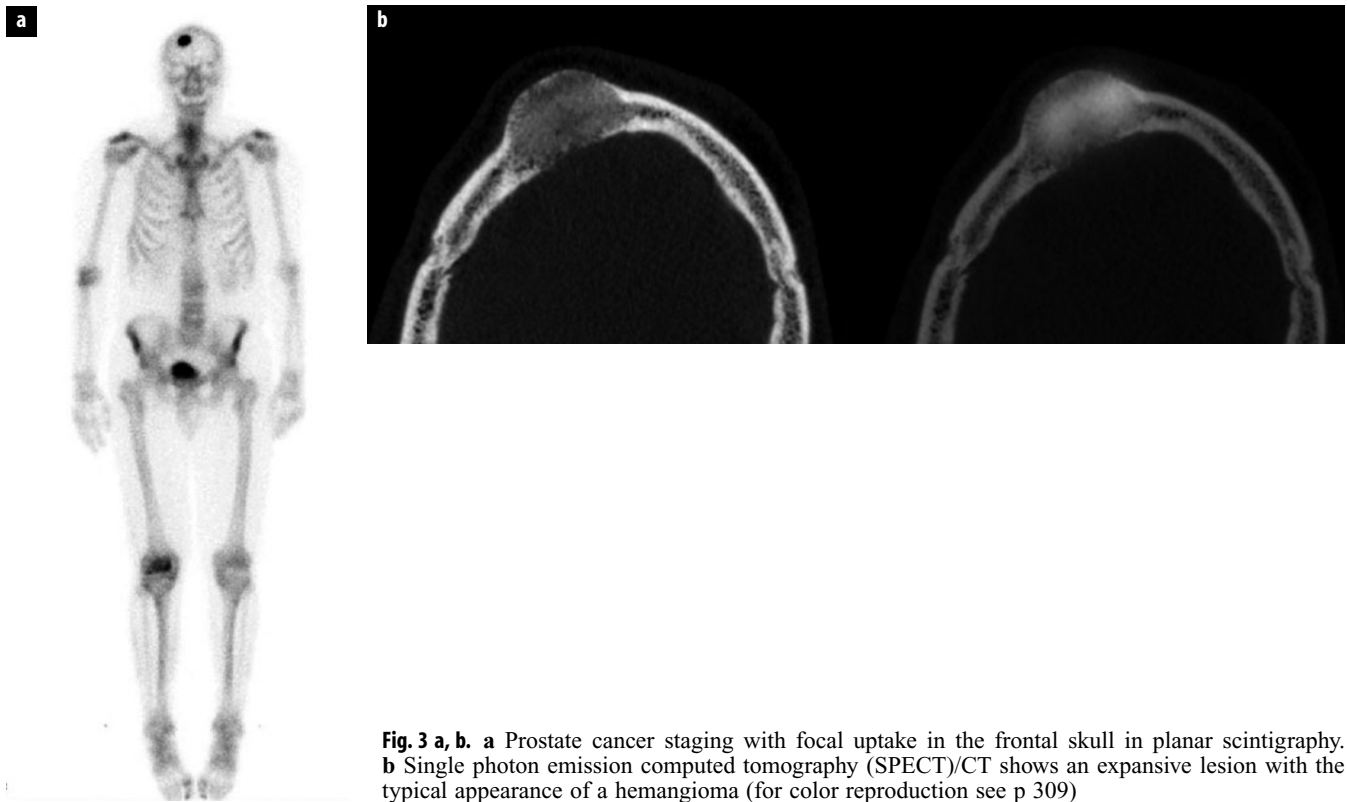 a
b
Fig. 3 a, b. a Prostate cancer staging with focal uptake in the frontal skull in planar scintigraphy.
b Single photon emission computed tomography (SPECT)/CT shows an expansive lesion with the
typical appearance of a hemangioma (for color reproduction see p 309)